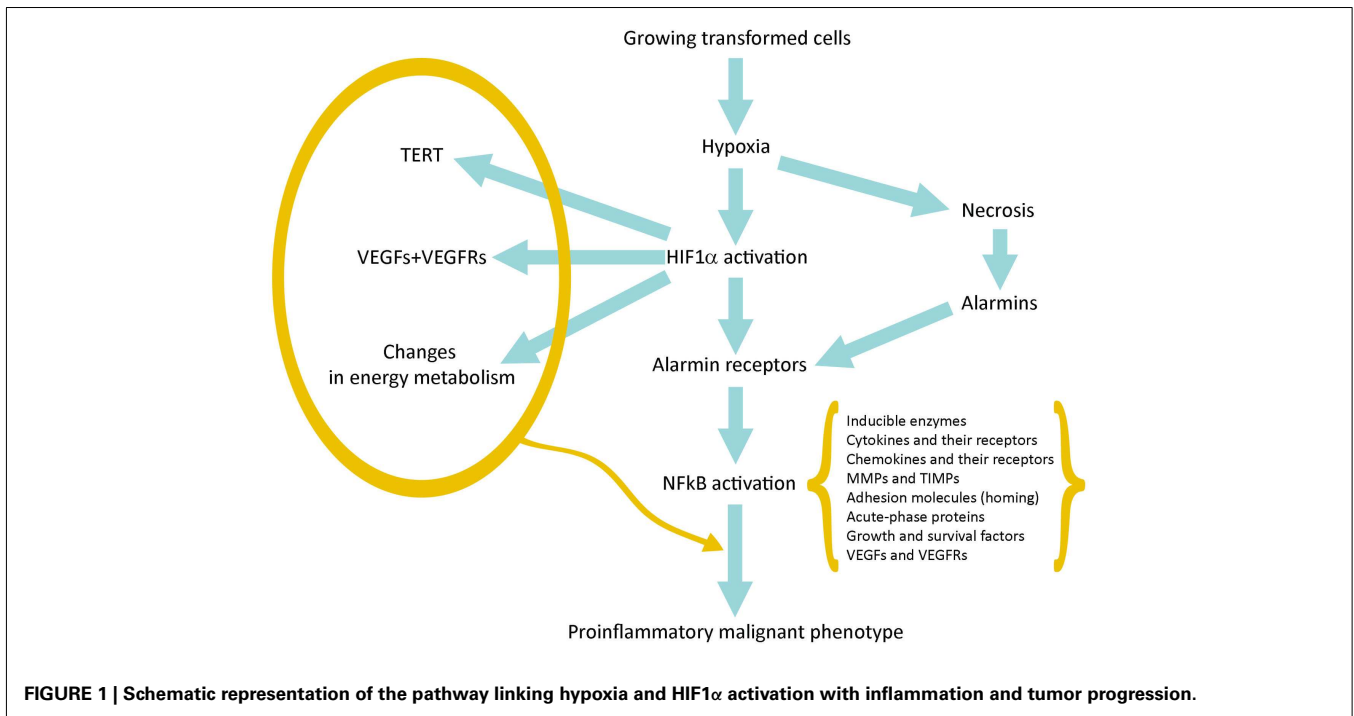 Growing transformed cells
Hypoxia
TERT
Necrosis
VEGFs+VEGFRs
HIF1α activation
Alarmins
Changes
in energy metabolism
Alarmin receptors
NFkB activation
Inducible enzymes
Cytokines and their receptors
Chemokines and their receptors
MMPs and TIMPs
Adhesion molecules (homing)
Acute-phase proteins
Growth and survival factors
VEGFs and VEGFRs
Proinflammatory malignant phenotype
FIGURE 1 | Schematic representation of the pathway linking hypoxia and HIF1α activation with inflammation and tumor progression.